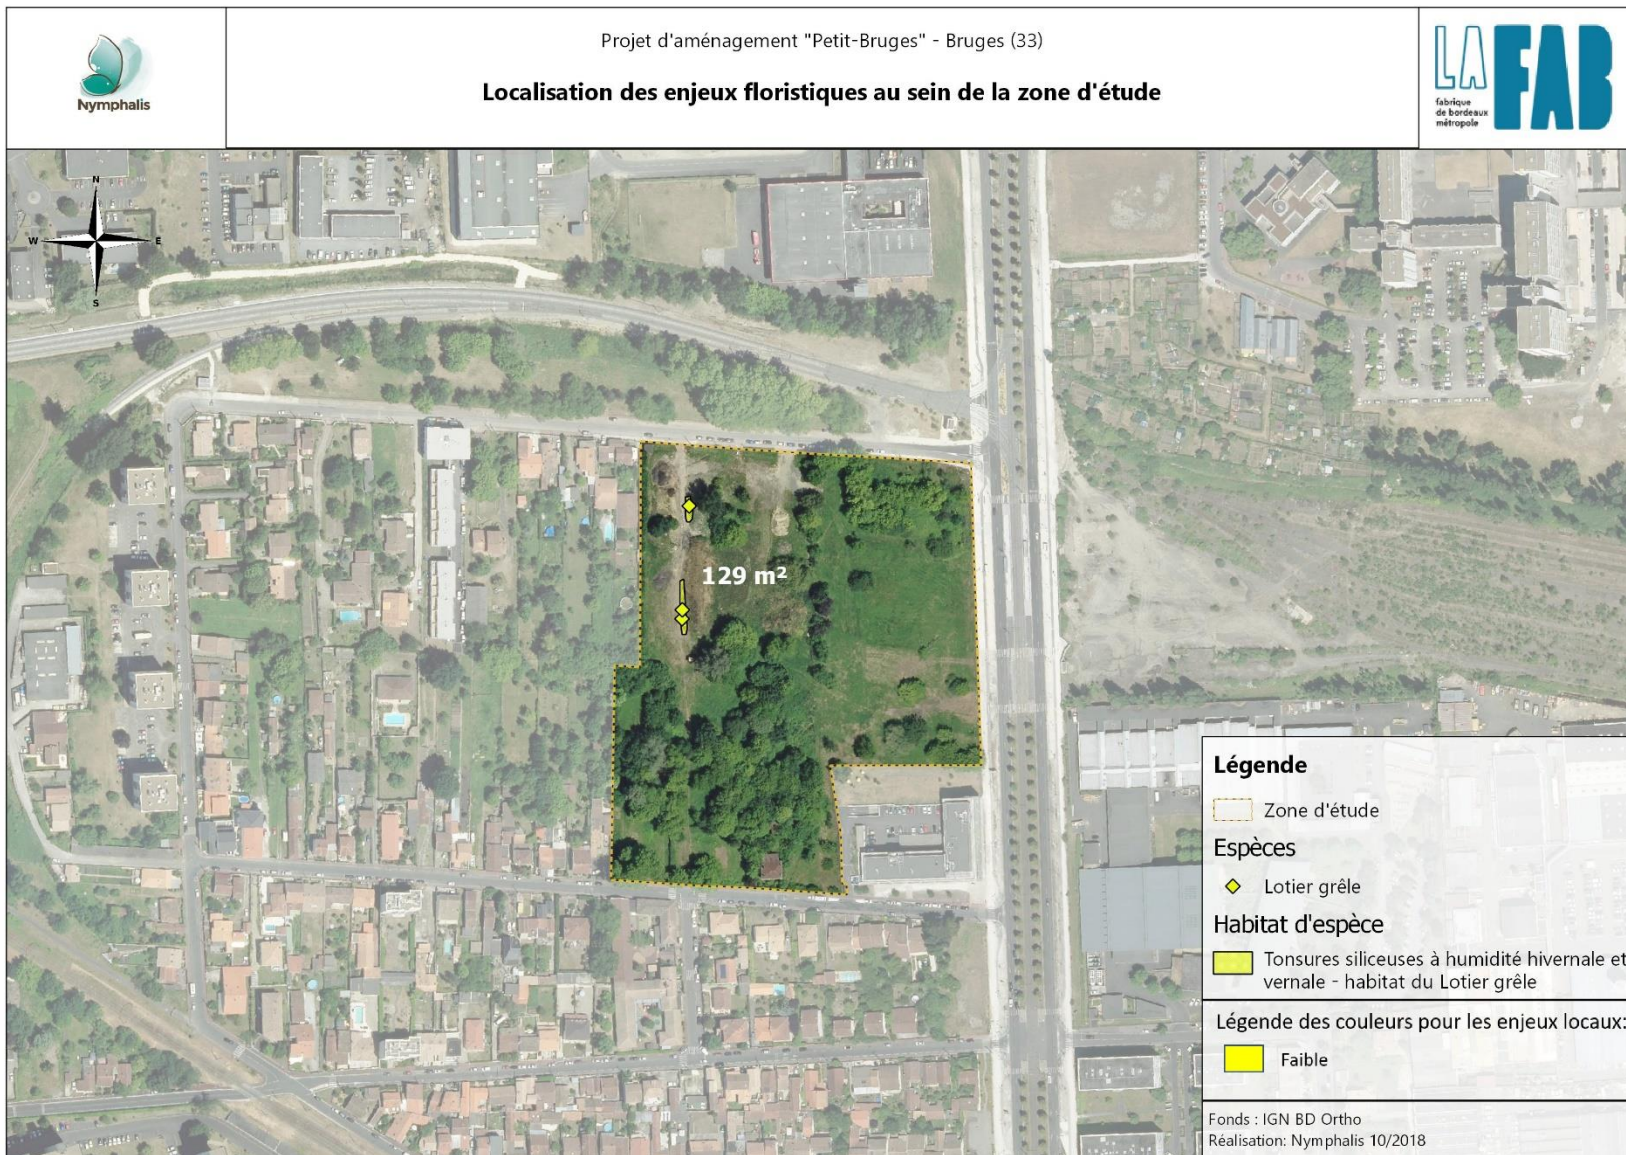 Nymphalis
Projet d'aménagement "Petit-Bruges" - Bruges (33)
Localisation des enjeux floristiques au sein de la zone d'étude
LA FAB
fabrique
de bordeaux
métropole
N
W
E
S
129 m²
Légende
Zone d'étude
Espèces
Lotier grêle
Habitat d'espèce
Tonsures siliceuses à humidité hivernale et
vernale - habitat du Lotier grêle
Légende des couleurs pour les enjeux locaux:
Faible
Fonds : IGN BD Ortho
Réalisation: Nymphalis 10/2018